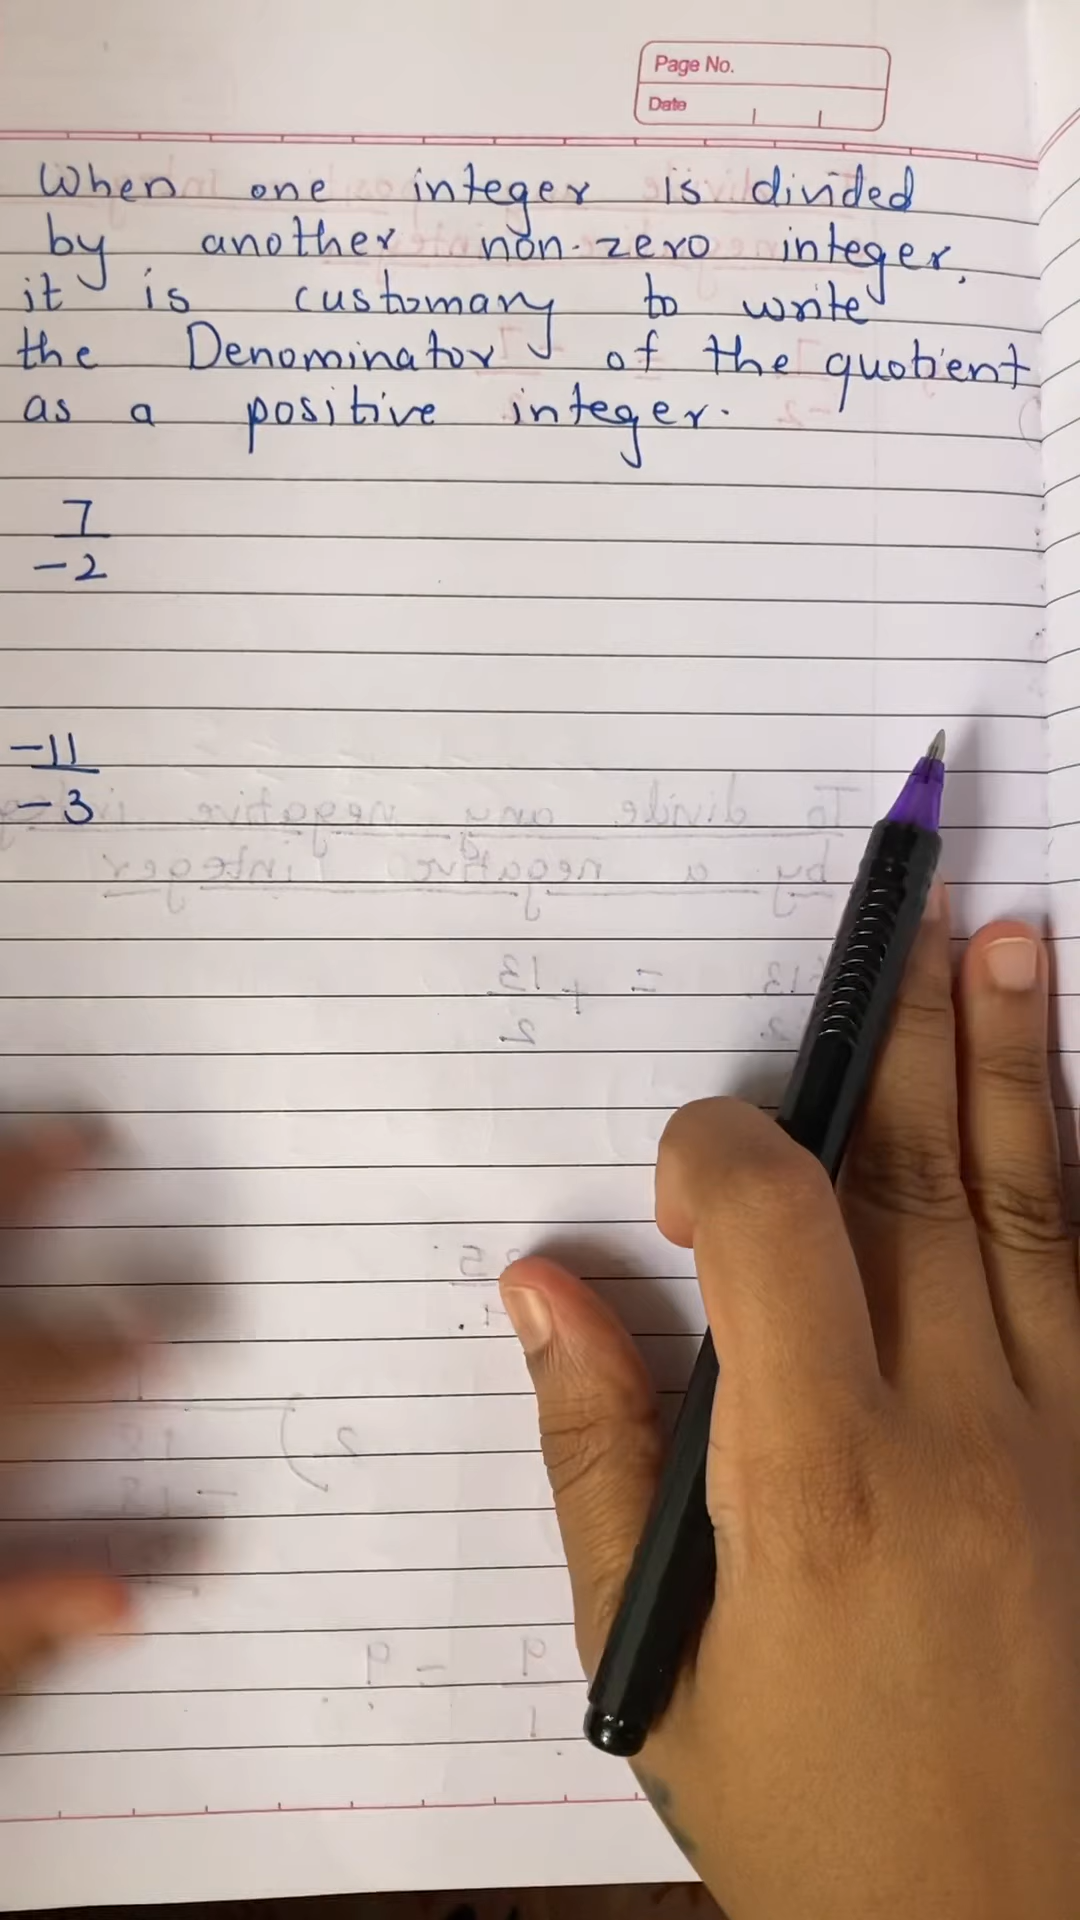 Page No.
Date
When one integer is divided
by another non-zero integer,
it is customary to write
the Denominator of the quotient
as a positive integer.
7
-2
-11
-3